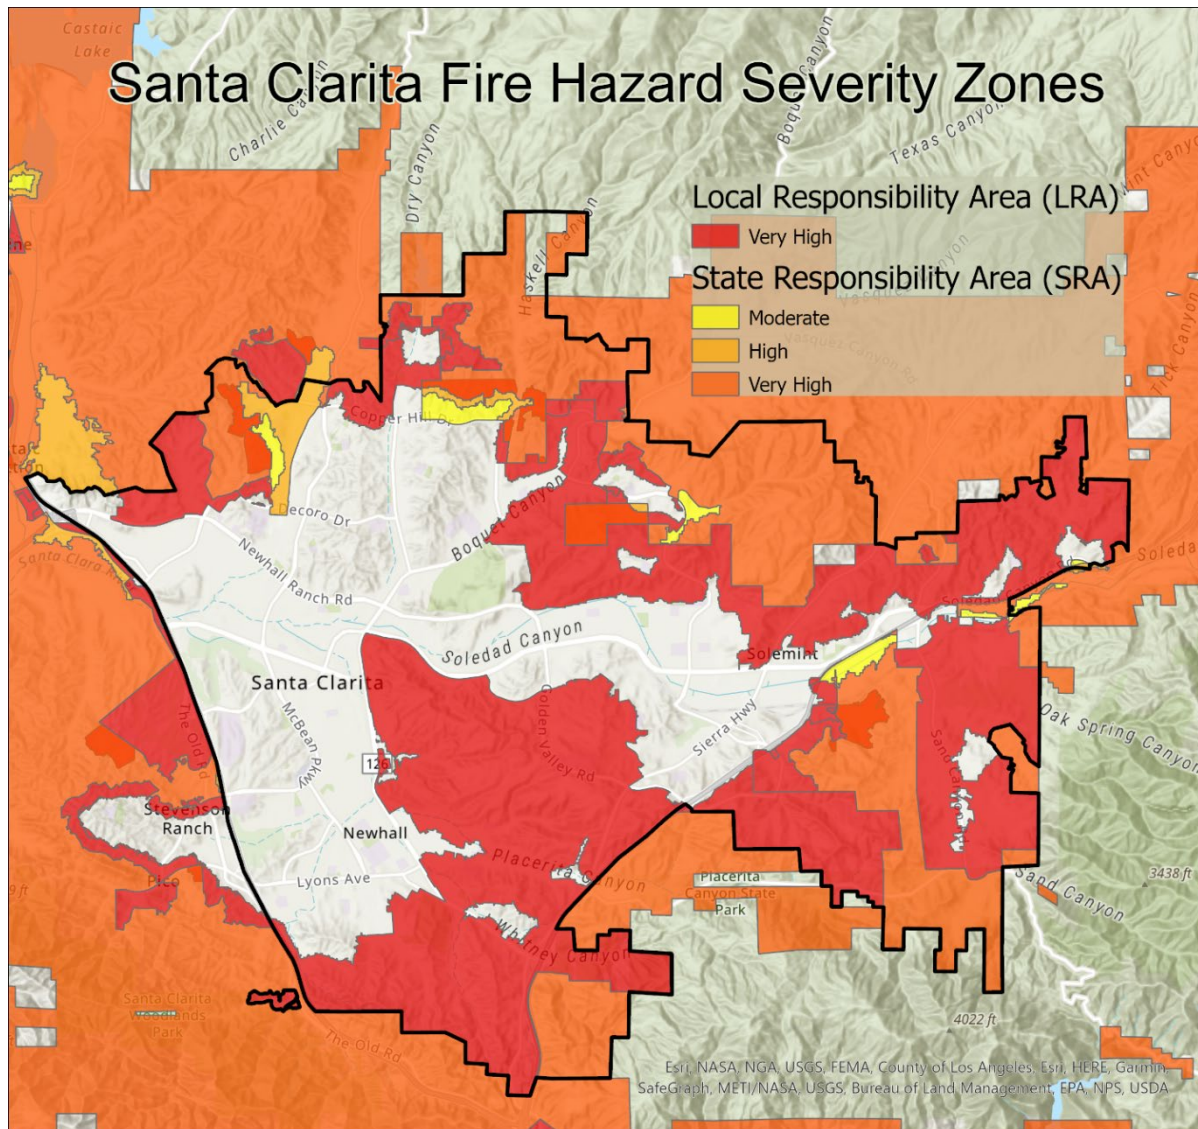 Castaic
Lake
Santa Clarita Fire Hazard Severity Zones
Dry Canyon
Haskell Canyon
Local Responsibility Area (LRA)
Very High
State Responsibility Area (SRA)
Moderate
High
Very High
Vasquez Canyon Rd
Tick Canyon
Copper Hill Dr
Decoro Dr
Newhall Ranch Rd
Boquet Canyon
Soledad Canyon
Solemint
Santa Clarita
McBean Pkwy
The Old Rd
126
Golden Valley Rd
Sierra Hwy
Oak Spring Canyon
Stevenson
Ranch
Newhall
Lyons Ave
Pico
Placerita Canyon
Placerita
Canyon State
Park
Whitney Canyon
Sand Canyon
3438 ft
4022 ft
Santa Clarita
Woodlands
Park
The Old Rd
Esri, NASA, NGA, USGS, FEMA, County of Los Angeles, Esri, HERE, Garmin,
SafeGraph, METI/NASA, USGS, Bureau of Land Management, EPA, NPS, USDA